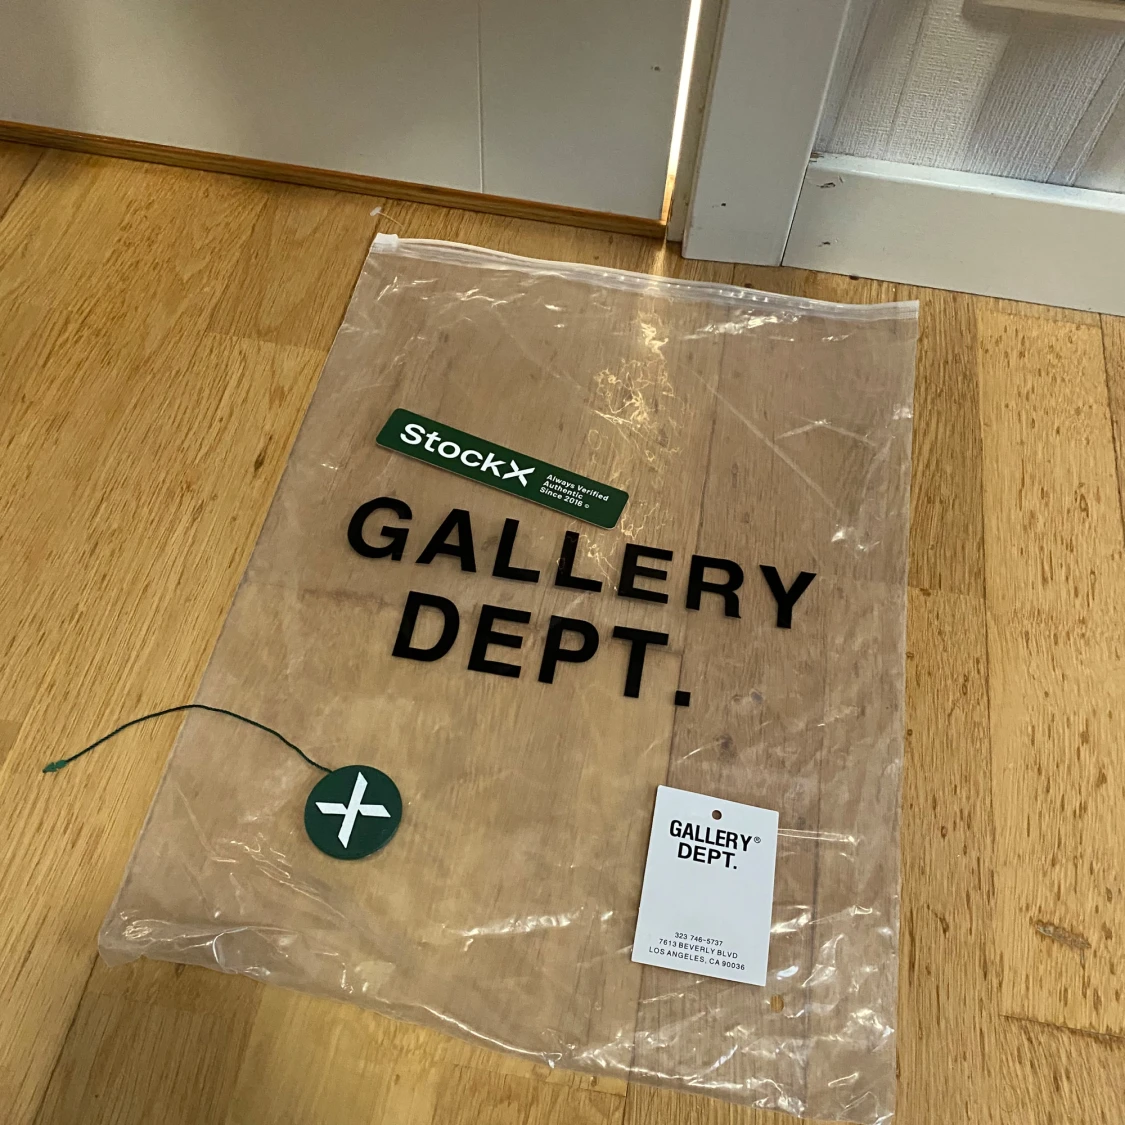 StockX
Always Verified
Authentic
Since 2016 ©
GALLERY
DEPT.
GALLERY®
DEPT.
323 746-5737
7613 BEVERLY BLVD
LOS ANGELES, CA 90036